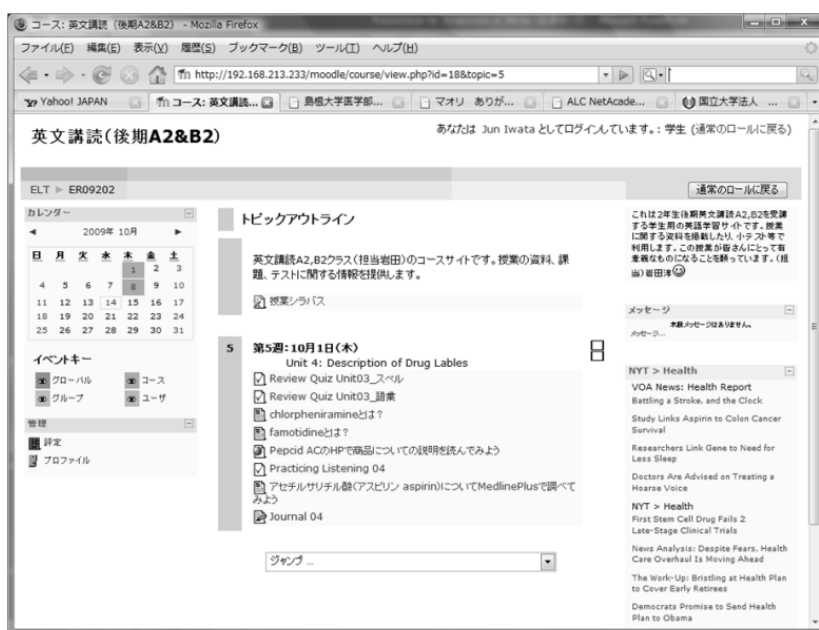 コース: 英文講読 (後期A2&B2) - Mozilla Firefox
ファイル(F) 編集(E) 表示(V) 履歴(S) ブックマーク(B) ツール(T) ヘルプ(H)
http://192.168.213.233/moodle/course/view.php?id=18&topic=5
Yahoo! JAPAN
コース: 英文講読...
島根大学医学部...
マオリ ありが...
ALC NetAcade...
国立大学法人 ...
英文講読(後期A2&B2)
あなたは Jun Iwata としてログインしています。: 学生 (通常のロールに戻る)
ELT ▶ ER09202
通常のロールに戻る
カレンダー
◀ 2009年 10月 ▶
日 月 火 水 木 金 土
1 2 3
4 5 6 7 8 9 10
11 12 13 14 15 16 17
18 19 20 21 22 23 24
25 26 27 28 29 30 31
イベントキー
グローバル コース
グループ ユーザ
管理
評定
プロファイル
トピックアウトライン
英文講読A2,B2クラス(担当岩田)のコースサイトです。授業の資料、課
題、テストに関する情報を提供します。
授業シラバス
5 第5週:10月1日(木)
Unit 4: Description of Drug Lables
Review Quiz Unit03_スペル
Review Quiz Unit03_語彙
chlorpheniramineとは?
famotidineとは?
Pepcid ACのHPで商品についての説明を読んでみよう
Practicing Listening 04
アセチルサリチル酸(アスピリン aspirin)についてMedlinePlusで調べて
みよう
Journal 04
ジャンプ ...
これは2年生後期英文講読A2,B2を受講
する学生用の英語学習サイトです。授業
に関する資料を掲載したり、小テスト等で
利用します。この授業が皆さんにとって有
意義なものになることを願っています。(担
当)岩田淳
メッセージ
未読メッセージはありません。
メッセージ...
NYT > Health
VOA News: Health Report
Battling a Stroke, and the Clock
Study Links Aspirin to Colon Cancer
Survival
Researchers Link Gene to Need for
Less Sleep
Doctors Are Advised on Treating a
Hoarse Voice
NYT > Health
First Stem Cell Drug Fails 2
Late-Stage Clinical Trials
News Analysis: Despite Fears, Health
Care Overhaul Is Moving Ahead
The Work-Up: Bristling at Health Plan
to Cover Early Retirees
Democrats Promise to Send Health
Plan to Obama